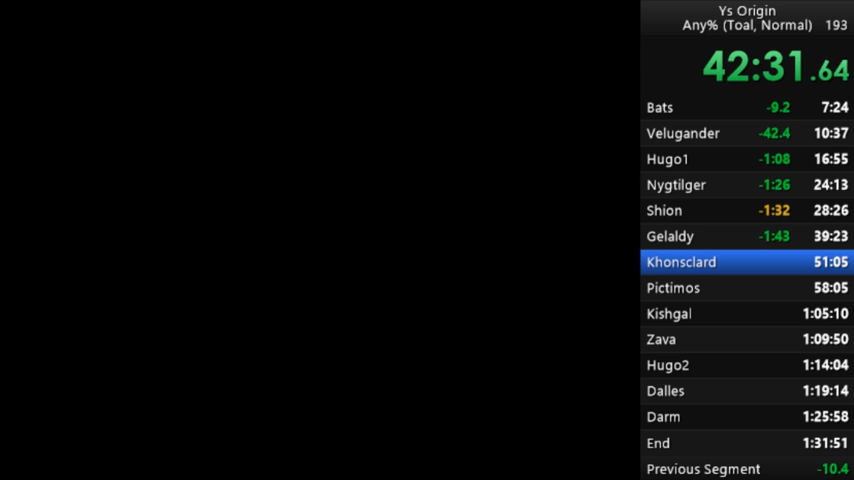 Ys Origin
Any% (Toal, Normal) 193
42:31.64
Bats -9.2 7:24
Velugander -42.4 10:37
Hugo1 -1:08 16:55
Nygtilger -1:26 24:13
Shion -1:32 28:26
Gelaldy -1:43 39:23
Khonsclard 51:05
Pictimos 58:05
Kishgal 1:05:10
Zava 1:09:50
Hugo2 1:14:04
Dalles 1:19:14
Darm 1:25:58
End 1:31:51
Previous Segment -10.4